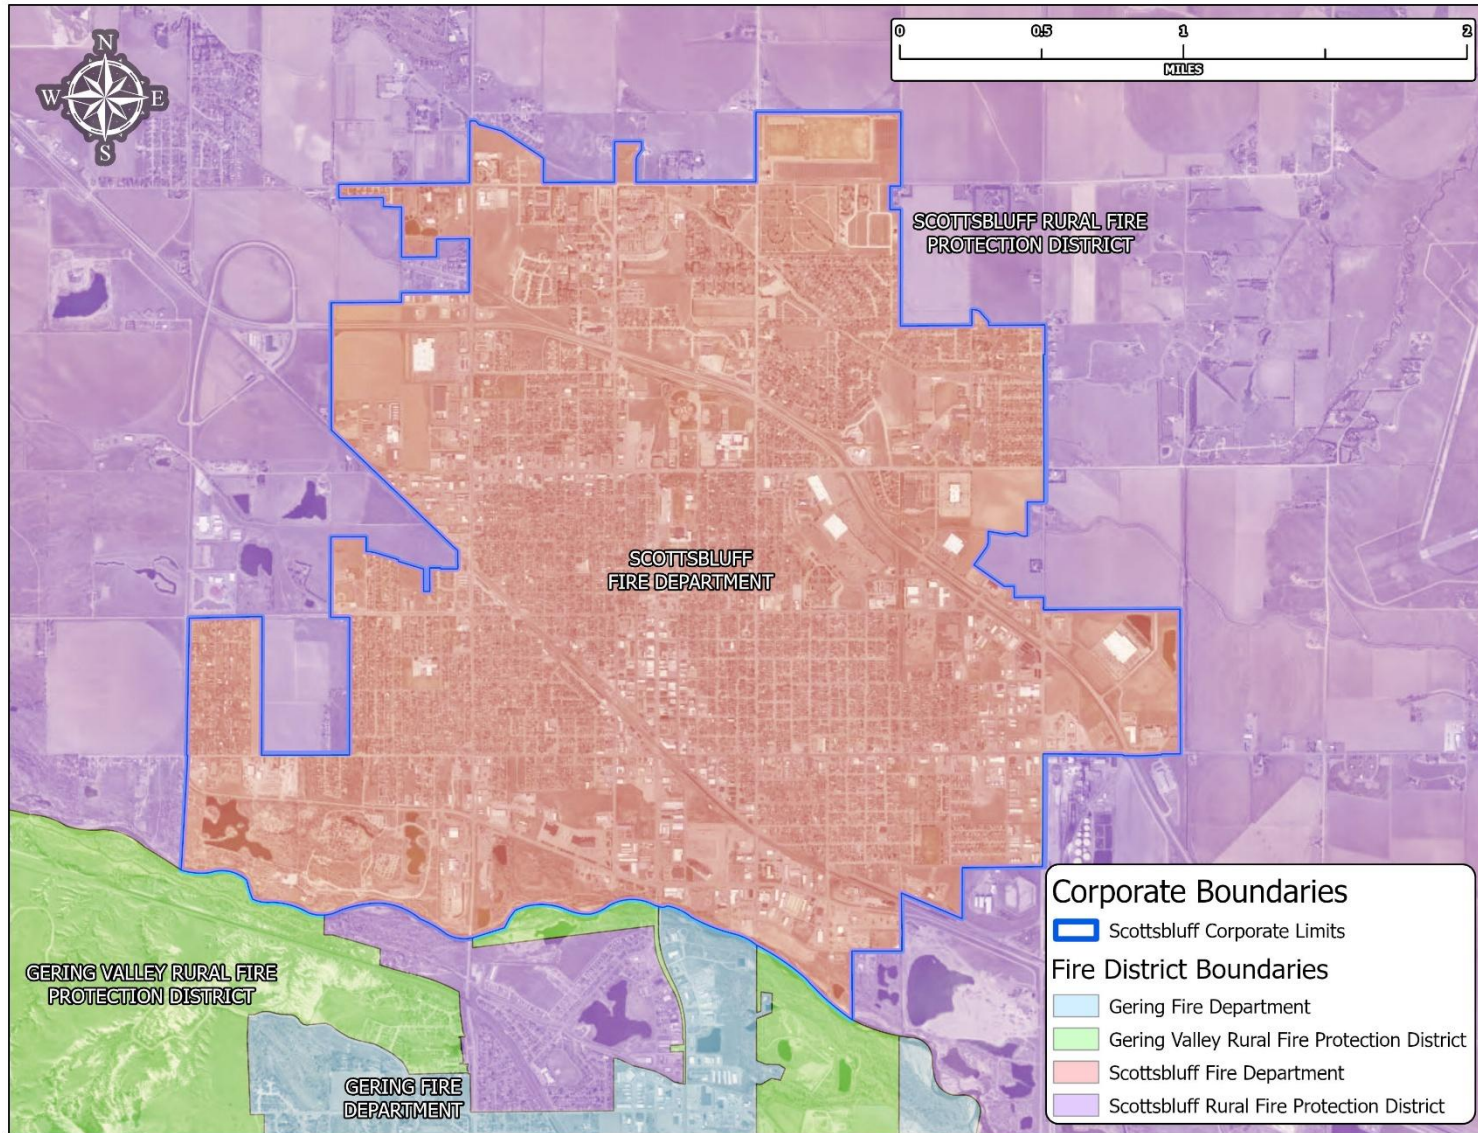 N
W E
S
0 0.5 1 2
MILES
SCOTTSBLUFF RURAL FIRE
PROTECTION DISTRICT
SCOTTSBLUFF
FIRE DEPARTMENT
GERING VALLEY RURAL FIRE
PROTECTION DISTRICT
GERING FIRE
DEPARTMENT
Corporate Boundaries
Scottsbluff Corporate Limits
Fire District Boundaries
Gering Fire Department
Gering Valley Rural Fire Protection District
Scottsbluff Fire Department
Scottsbluff Rural Fire Protection District